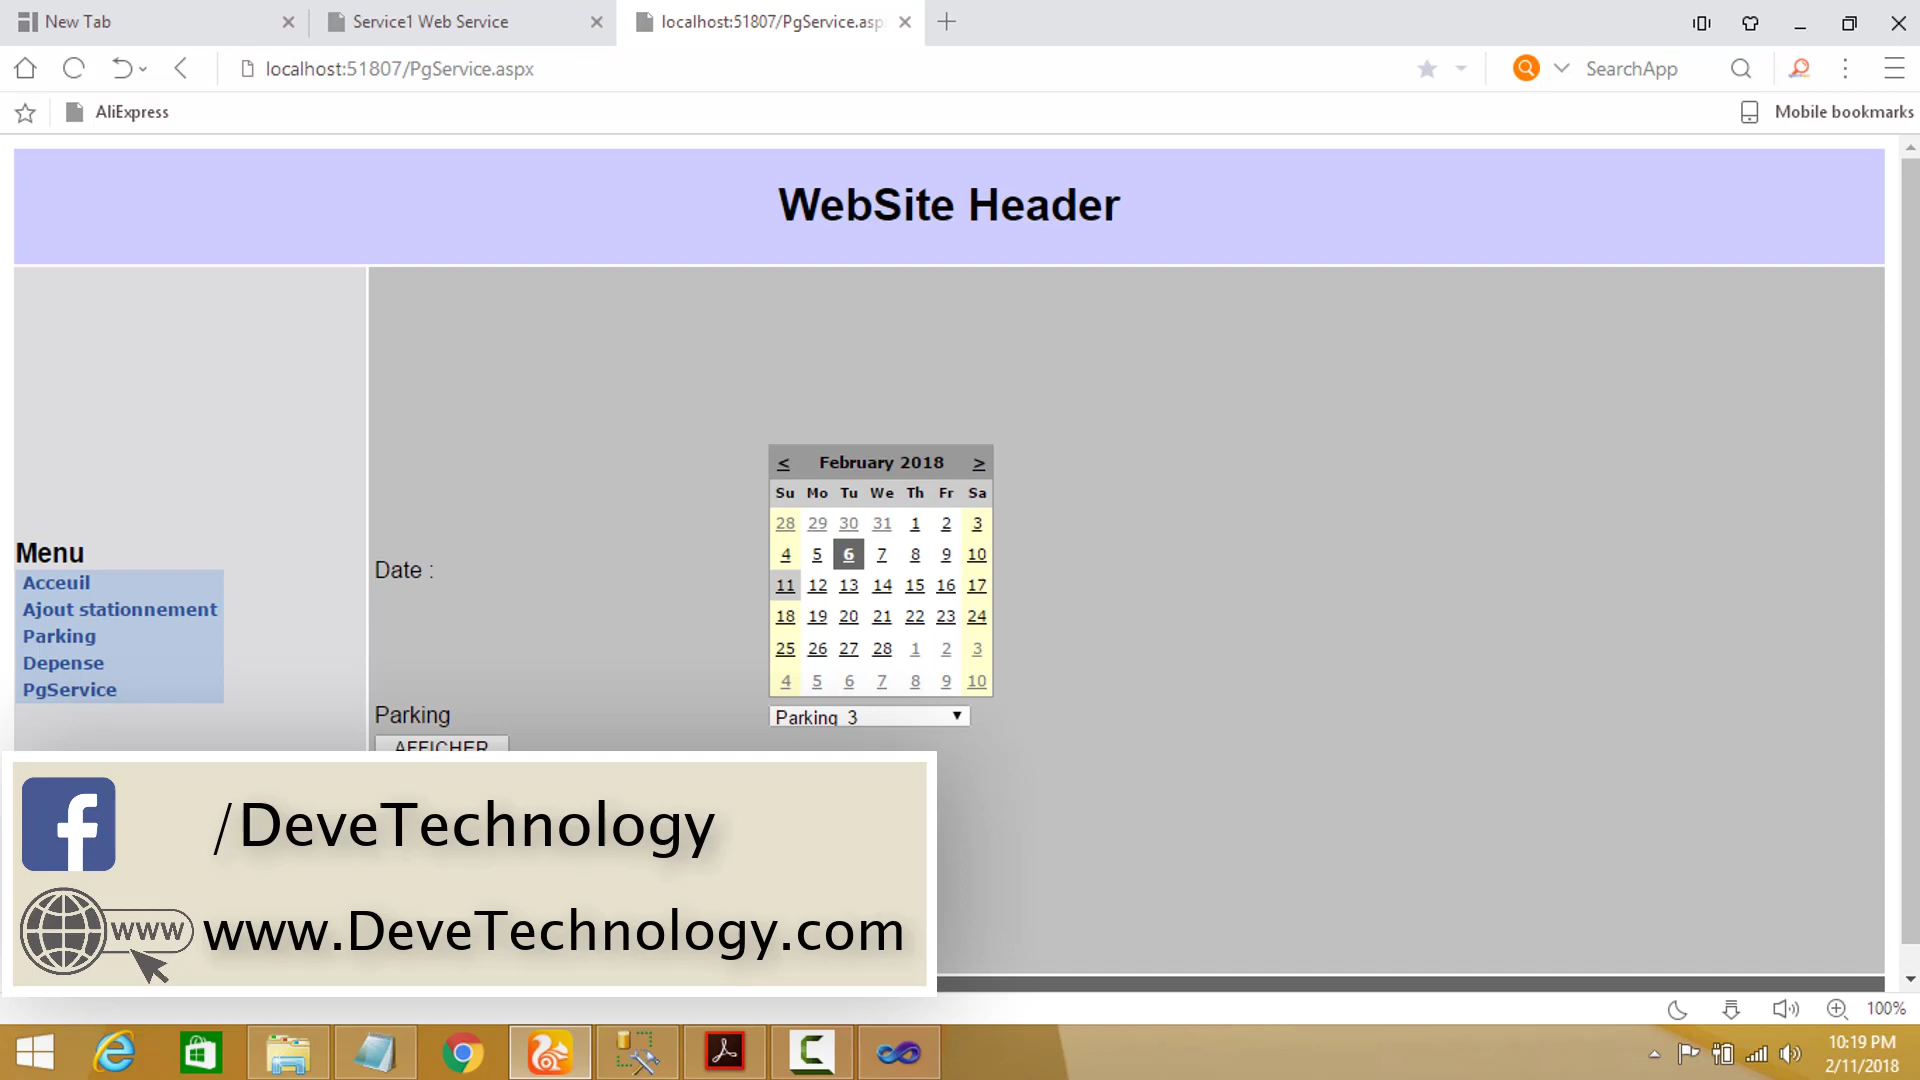 New Tab
Service1 Web Service
localhost:51807/PgService.asp
localhost:51807/PgService.aspx
SearchApp
AliExpress
Mobile bookmarks
WebSite Header
< February 2018 >
Su Mo Tu We Th Fr Sa
28 29 30 31 1 2 3
4 5 6 7 8 9 10
11 12 13 14 15 16 17
18 19 20 21 22 23 24
25 26 27 28 1 2 3
4 5 6 7 8 9 10
Menu
Acceuil
Ajout stationnement
Parking
Depense
PgService
Date :
Parking
Parking 3
AFFICHER
/DeveTechnology
www
www.DeveTechnology.com
100%
10:19 PM
2/11/2018